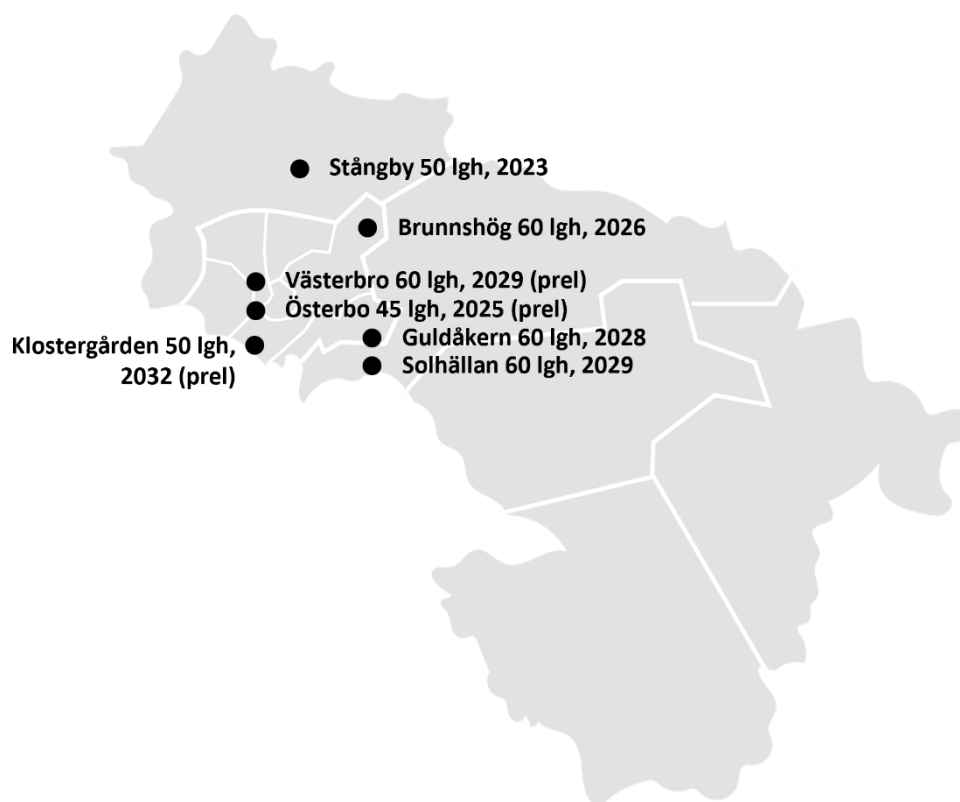 Stångby 50 lgh, 2023
Brunnshög 60 lgh, 2026
Västerbro 60 lgh, 2029 (prel)
Österbo 45 lgh, 2025 (prel)
Guldåkern 60 lgh, 2028
Klostergården 50 lgh,
2032 (prel)
Solhällan 60 lgh, 2029